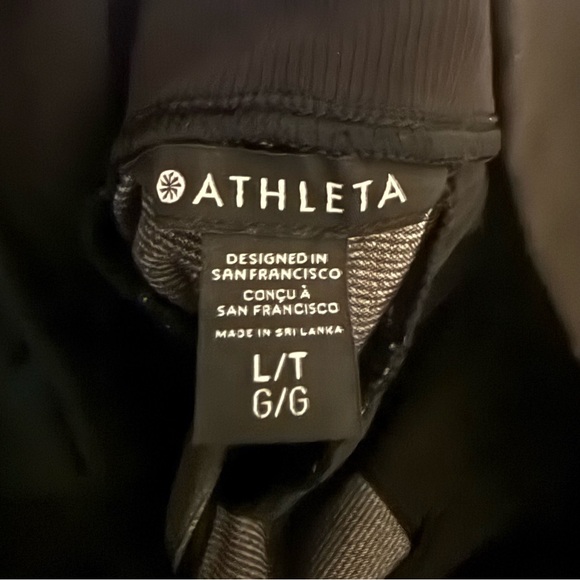 ATHLETA
DESIGNED IN
SAN FRANCISCO
CONÇU À
SAN FRANCISCO
MADE IN SRI LANKA
L/T
G/G